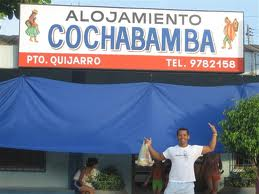 ALOJAMIENTO
COCHABAMBA
PTO. QUIJARRO TEL. 9782158